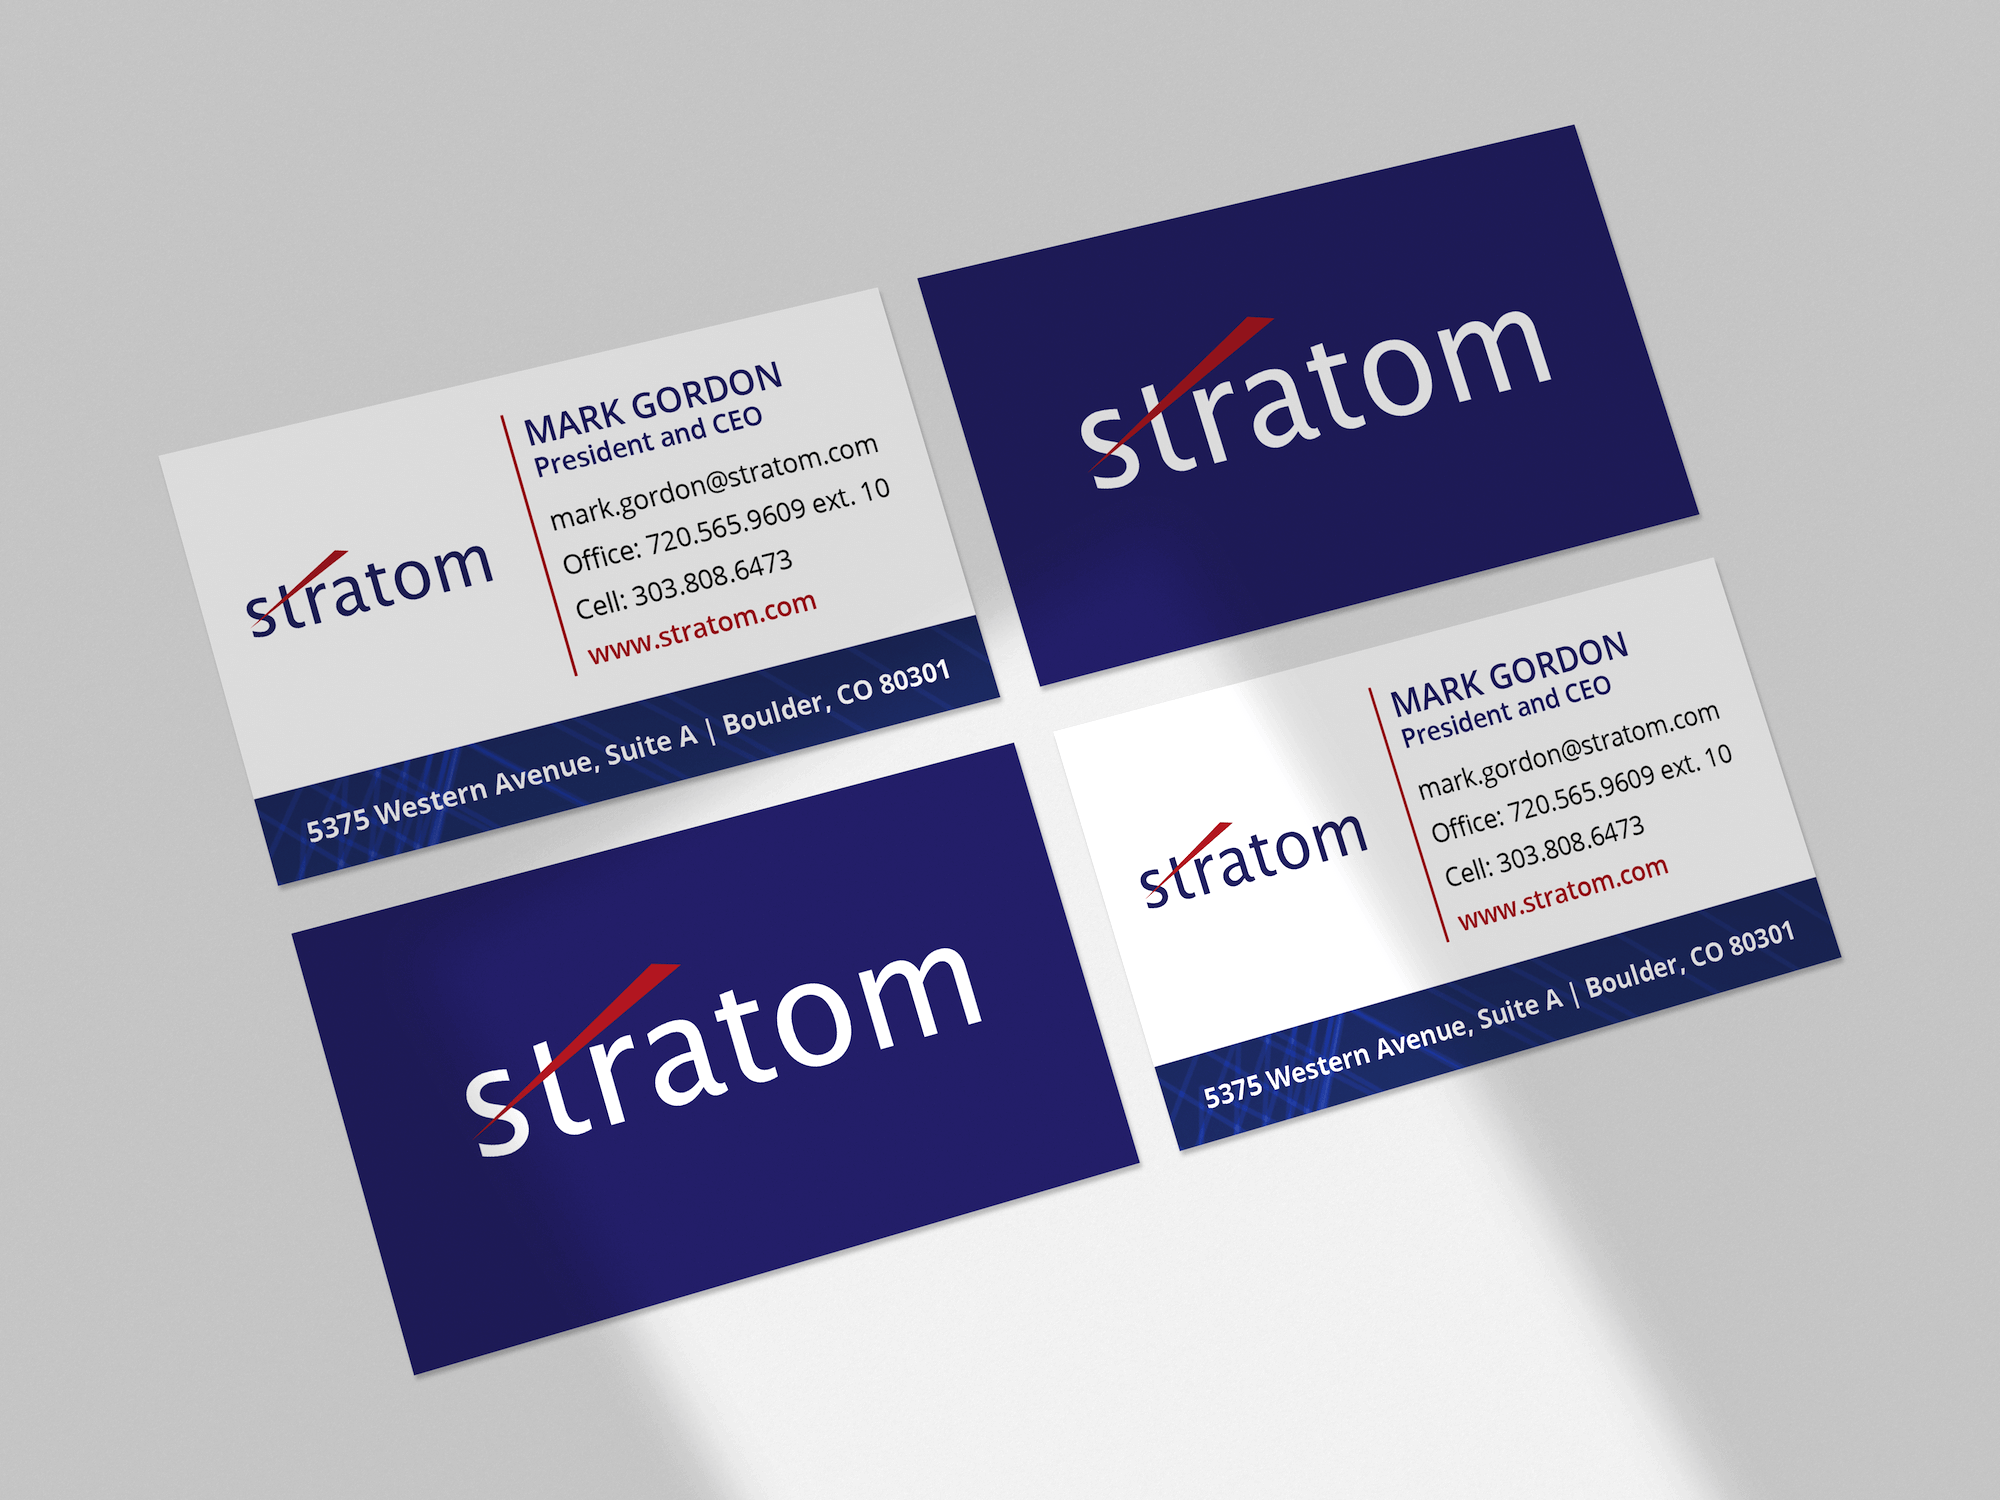 stratom
MARK GORDON
President and CEO
mark.gordon@stratom.com
Office: 720.565.9609 ext. 10
Cell: 303.808.6473
www.stratom.com
5375 Western Avenue, Suite A | Boulder, CO 80301
stratom
stratom
stratom
MARK GORDON
President and CEO
mark.gordon@stratom.com
Office: 720.565.9609 ext. 10
Cell: 303.808.6473
www.stratom.com
5375 Western Avenue, Suite A | Boulder, CO 80301